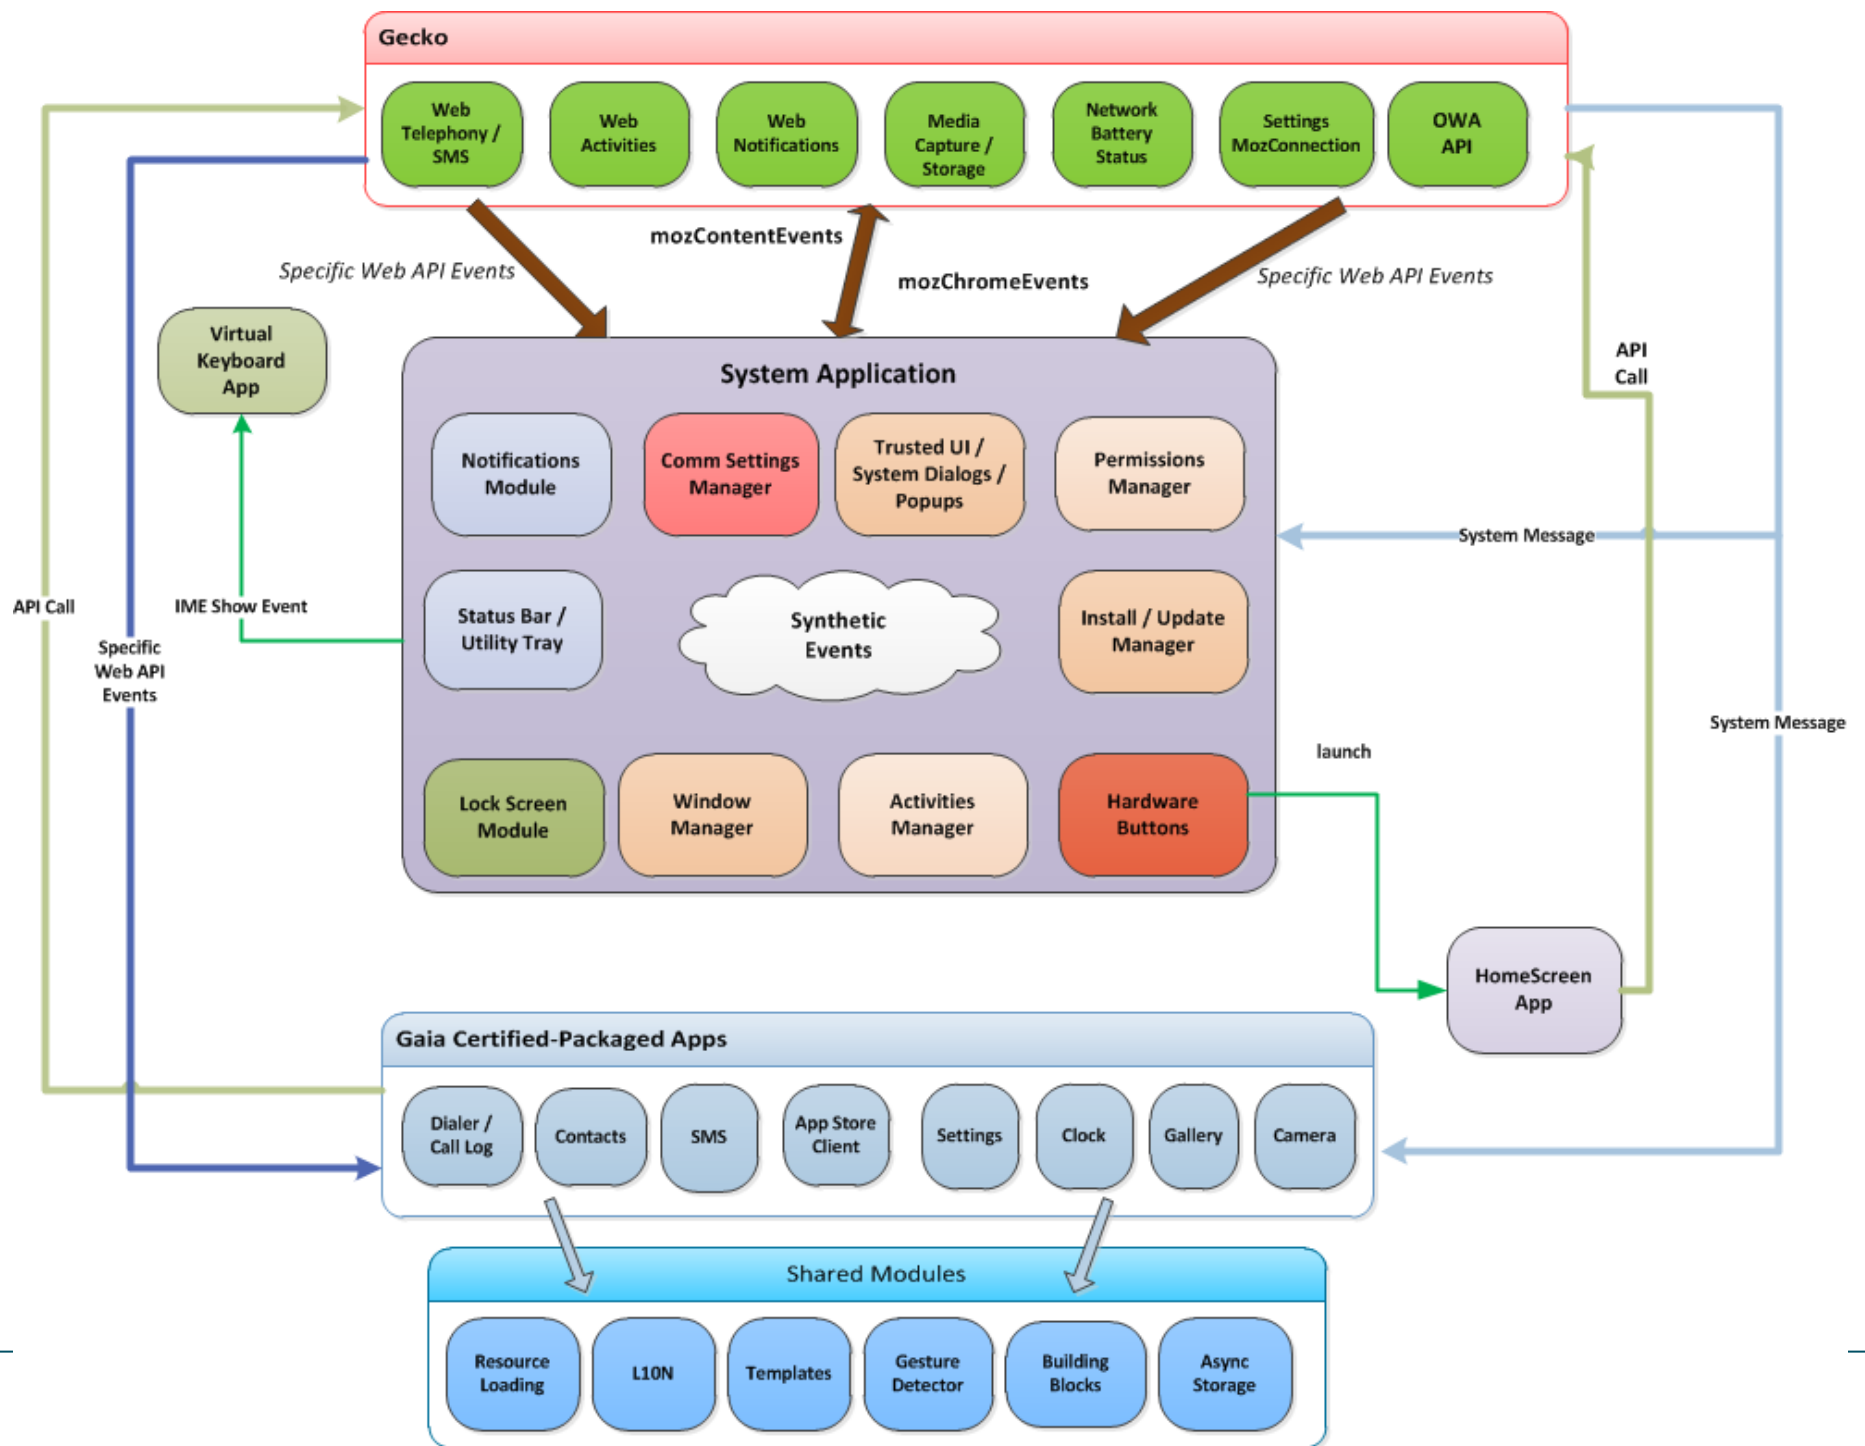 Gecko
Web
Telephony /
SMS
Web
Activities
Web
Notifications
Media
Capture /
Storage
Network
Battery
Status
Settings
MozConnection
OWA
API
mozContentEvents
Specific Web API Events
mozChromeEvents
Specific Web API Events
Virtual
Keyboard
App
API
Call
System Application
Notifications
Module
Comm Settings
Manager
Trusted UI /
System Dialogs /
Popups
Permissions
Manager
System Message
API Call
IME Show Event
Specific
Web API
Events
Status Bar /
Utility Tray
Synthetic
Events
Install / Update
Manager
System Message
launch
Lock Screen
Module
Window
Manager
Activities
Manager
Hardware
Buttons
HomeScreen
App
Gaia Certified-Packaged Apps
Dialer /
Call Log
Contacts
SMS
App Store
Client
Settings
Clock
Gallery
Camera
Shared Modules
Resource
Loading
L10N
Templates
Gesture
Detector
Building
Blocks
Async
Storage